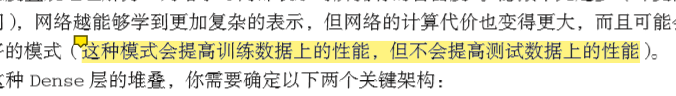 ），网络越能够学到更加复杂的表示，但网络的计算代价也变得更大，而且可能会
的模式（这种模式会提高训练数据上的性能，但不会提高测试数据上的性能）。
这种 Dense 层的堆叠，你需要确定以下两个关键架构：